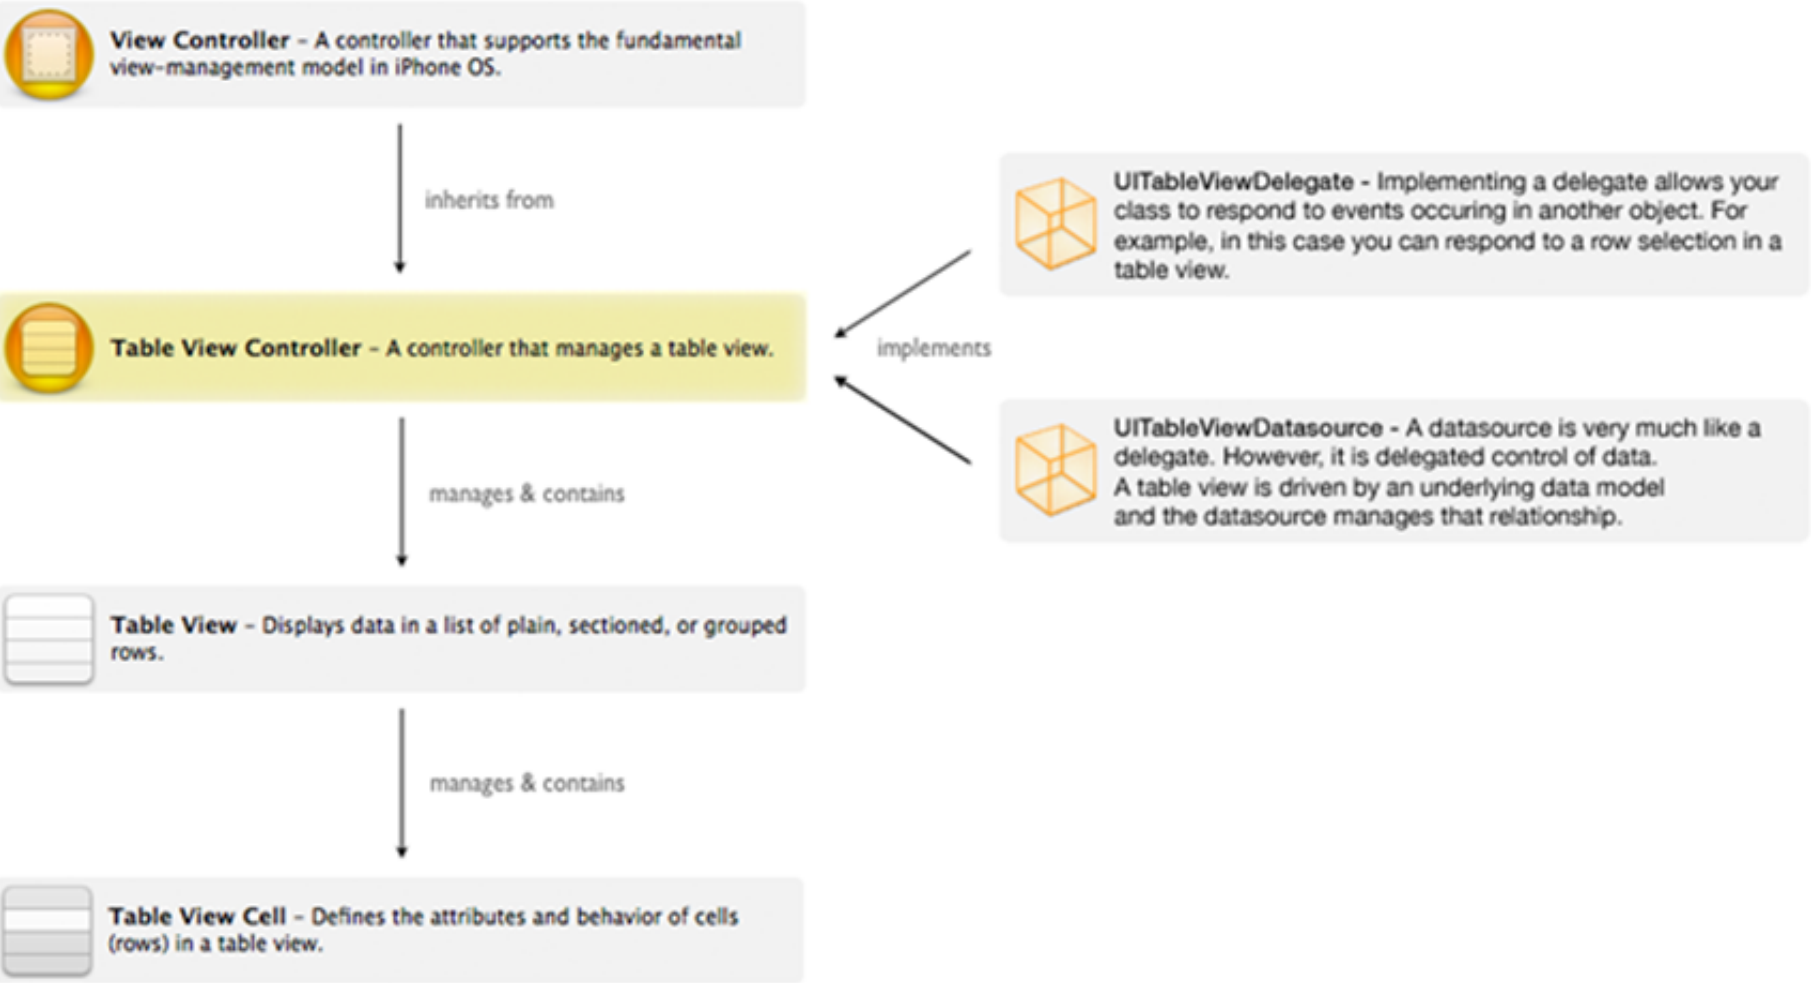 View Controller – A controller that supports the fundamental
view-management model in iPhone OS.
inherits from
UITableViewDelegate - Implementing a delegate allows your
class to respond to events occuring in another object. For
example, in this case you can respond to a row selection in a
table view.
Table View Controller – A controller that manages a table view.
implements
UITableViewDatasource - A datasource is very much like a
delegate. However, it is delegated control of data.
A table view is driven by an underlying data model
and the datasource manages that relationship.
manages & contains
Table View – Displays data in a list of plain, sectioned, or grouped
rows.
manages & contains
Table View Cell – Defines the attributes and behavior of cells
(rows) in a table view.